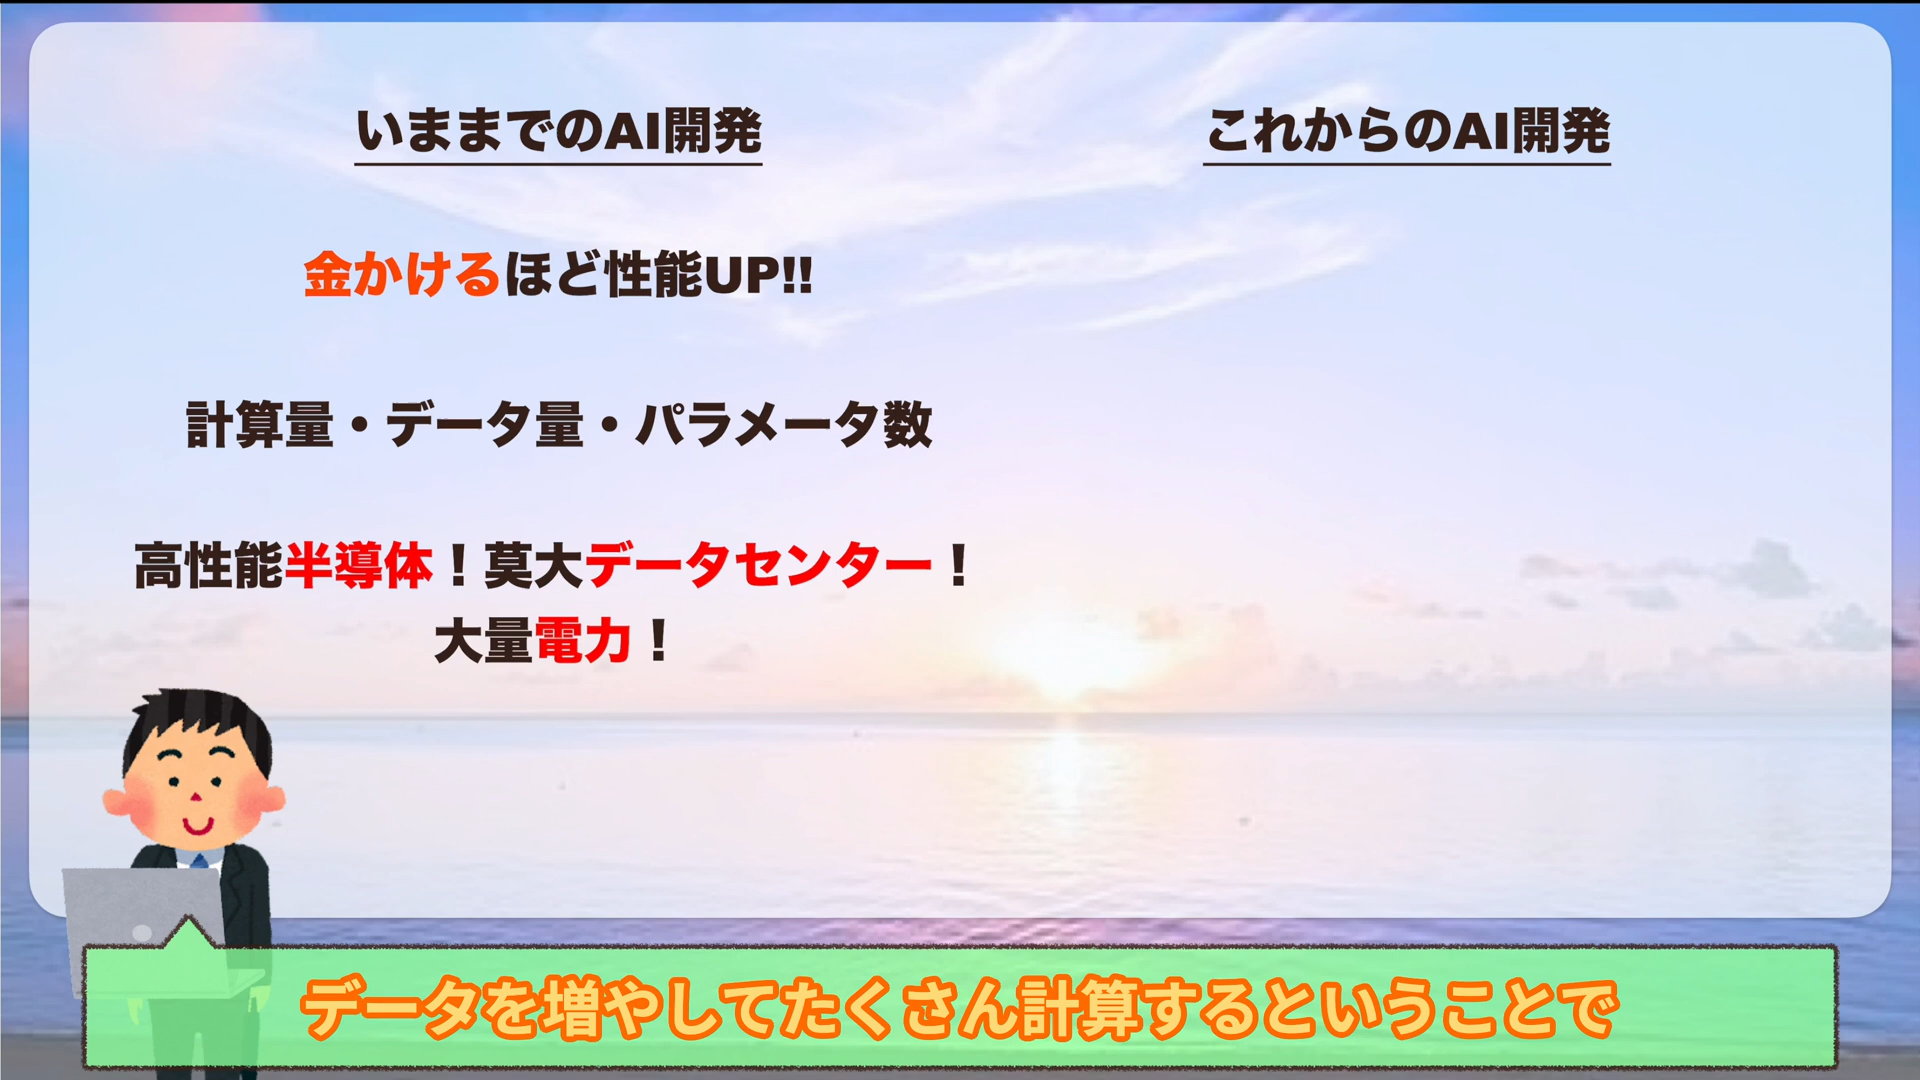 いままでのAI開発
金かけるほど性能UP!!
計算量・データ量・パラメータ数
高性能半導体！莫大データセンター！
大量電力！
これからのAI開発
データを増やしてたくさん計算するということで